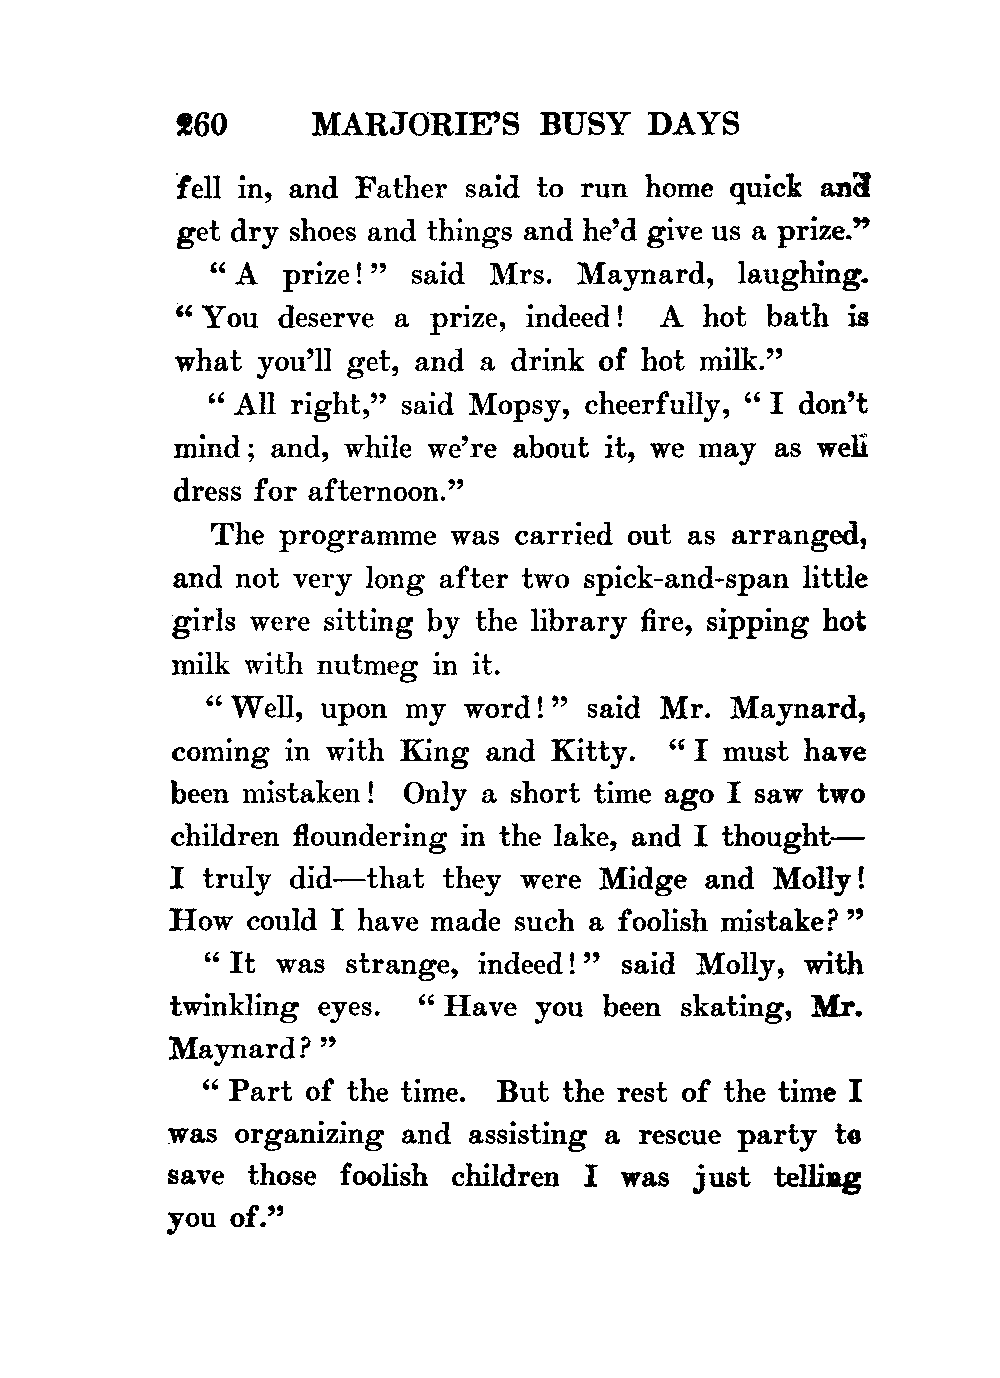 260 MARJORIE'S BUSY DAYS
fell in, and Father said to run home quick and
get dry shoes and things and he'd give us a prize."
"A prize!" said Mrs. Maynard, laughing.
"You deserve a prize, indeed! A hot bath is
what you'll get, and a drink of hot milk."
"All right," said Mopsy, cheerfully, "I don't
mind; and, while we're about it, we may as well
dress for afternoon."
The programme was carried out as arranged,
and not very long after two spick-and-span little
girls were sitting by the library fire, sipping hot
milk with nutmeg in it.
"Well, upon my word!" said Mr. Maynard,
coming in with King and Kitty. "I must have
been mistaken! Only a short time ago I saw two
children floundering in the lake, and I thought—
I truly did—that they were Midge and Molly!
How could I have made such a foolish mistake?"
"It was strange, indeed!" said Molly, with
twinkling eyes. "Have you been skating, Mr.
Maynard?"
"Part of the time. But the rest of the time I
was organizing and assisting a rescue party to
save those foolish children I was just telling
you of."